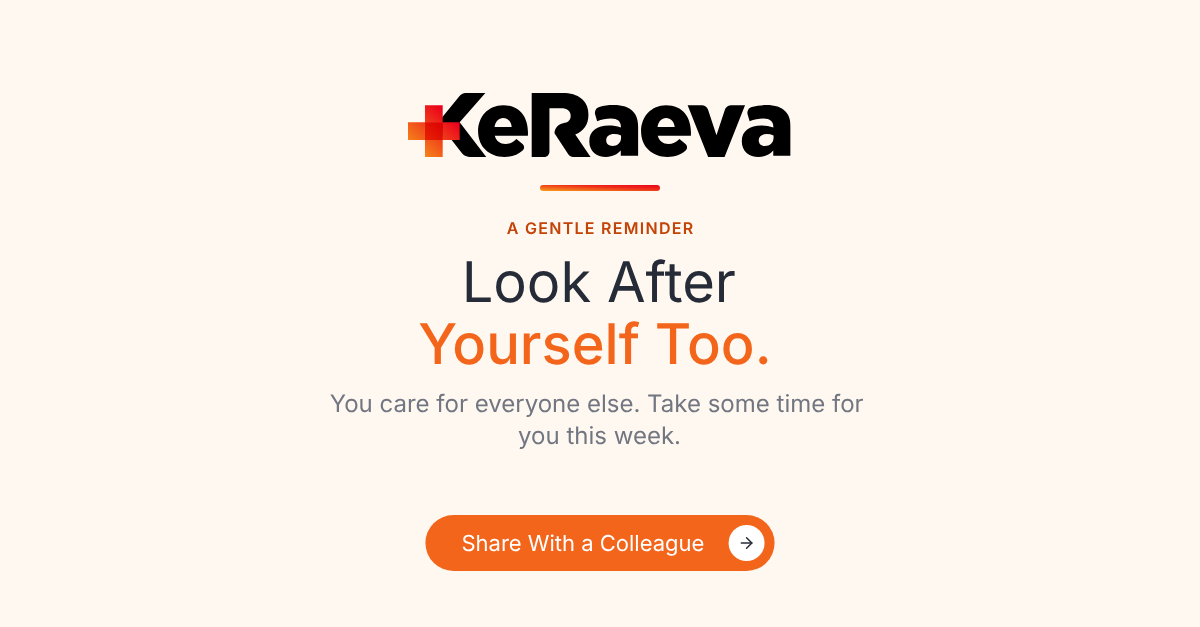 KeRaeva
A GENTLE REMINDER
Look After
Yourself Too.
You care for everyone else. Take some time for
you this week.
Share With a Colleague